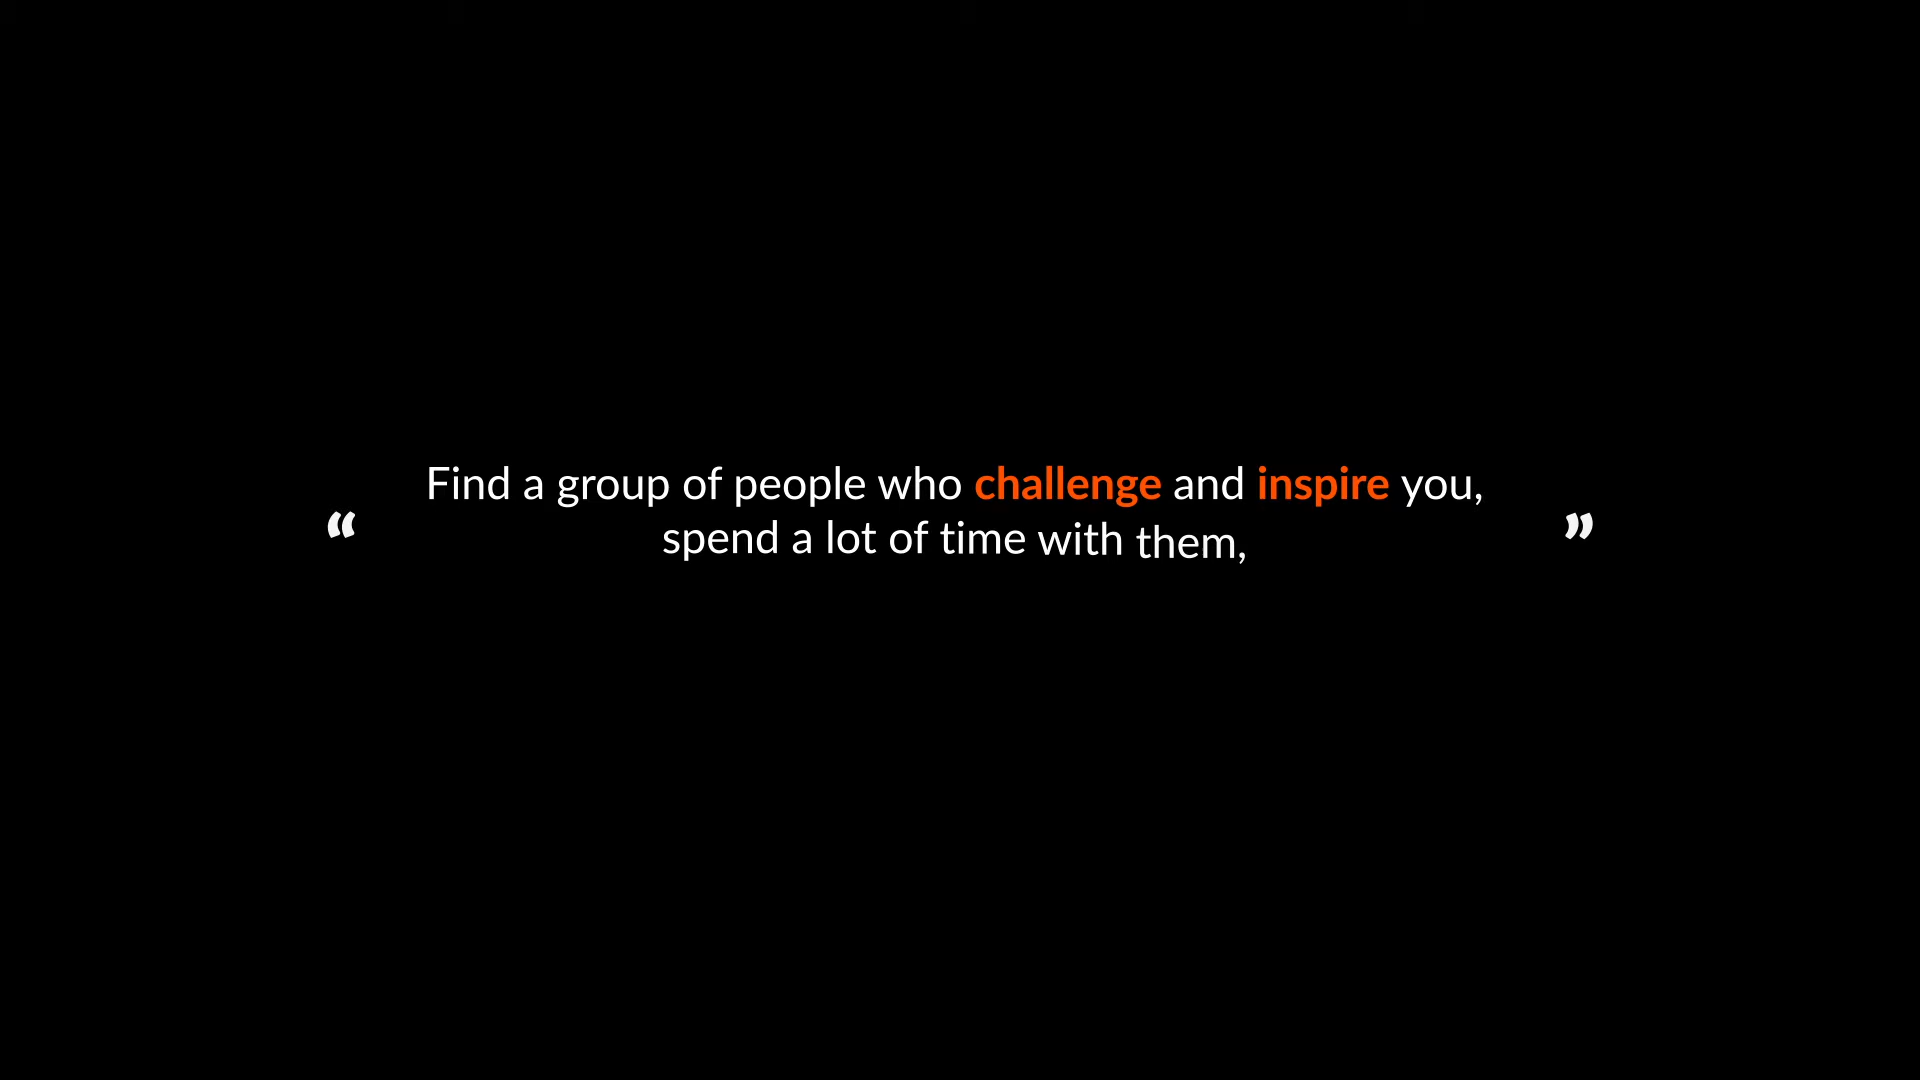 “ Find a group of people who challenge and inspire you,
spend a lot of time with them, ”